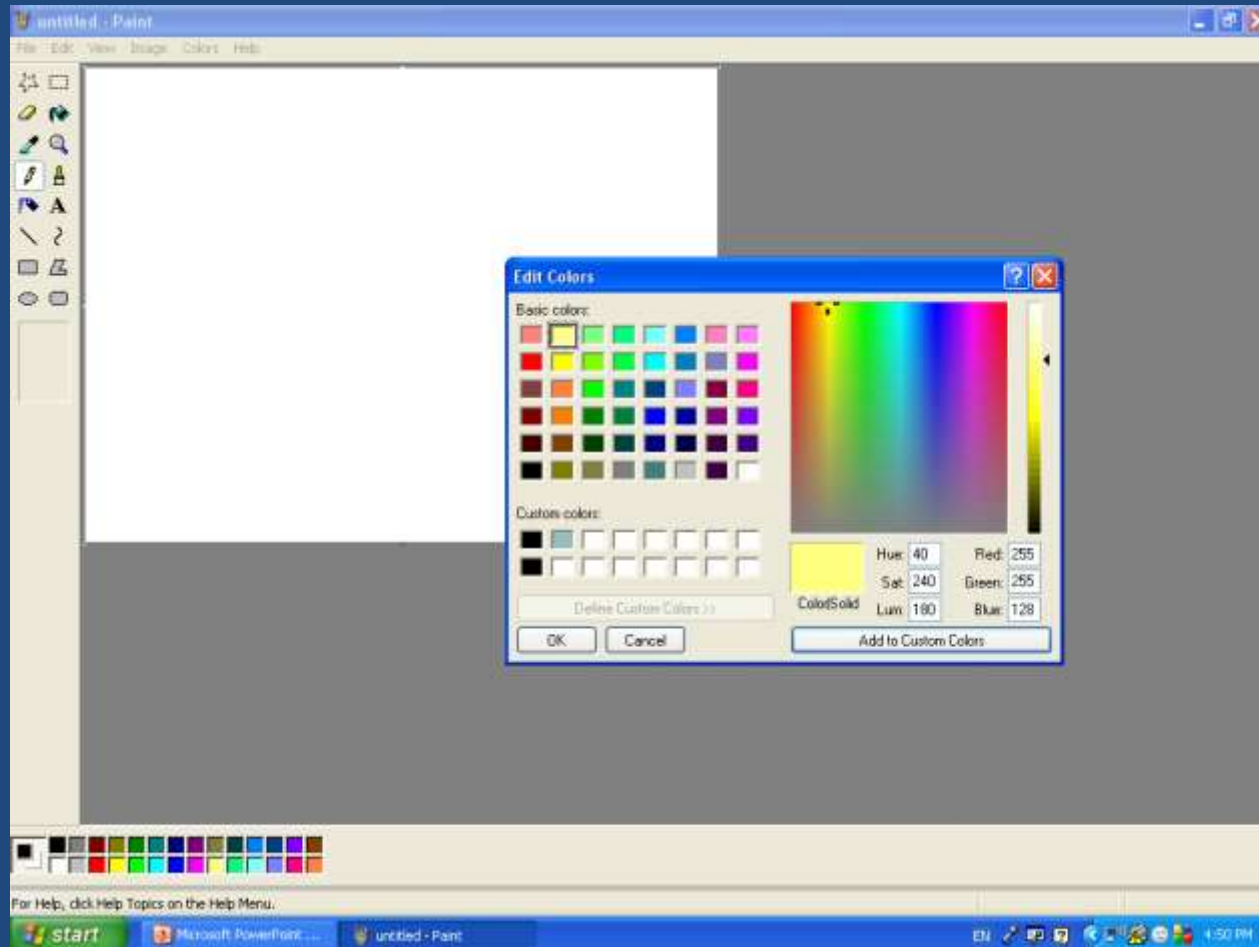 untitled - Paint
File Edit View Image Colors Help
A
Edit Colors
?
Basic colors:
Custom colors:
Define Custom Colors >>
OK Cancel
Color|Solid
Hue: 40 Red: 255
Sat: 240 Green: 255
Lum: 180 Blue: 128
Add to Custom Colors
For Help, click Help Topics on the Help Menu.
start Microsoft PowerPoint ... untitled - Paint EN 4:50 PM